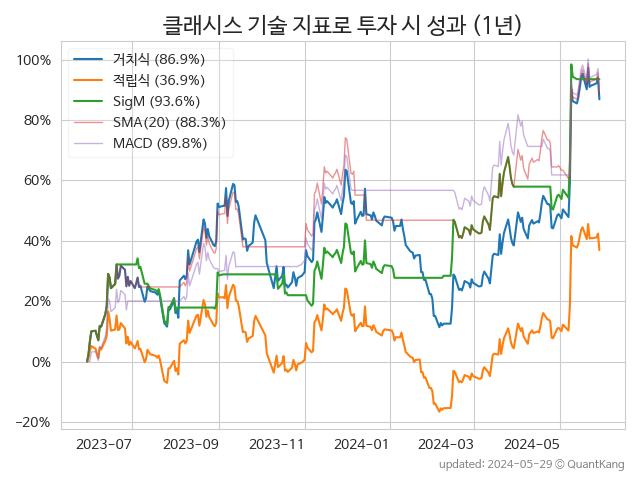 클래시스 기술 지표로 투자 시 성과 (1년)
100%
80%
60%
40%
20%
0%
−20%
거치식 (86.9%)
적립식 (36.9%)
SigM (93.6%)
SMA(20) (88.3%)
MACD (89.8%)
2023-07 2023-09 2023-11 2024-01 2024-03 2024-05
updated: 2024-05-29 © QuantKang